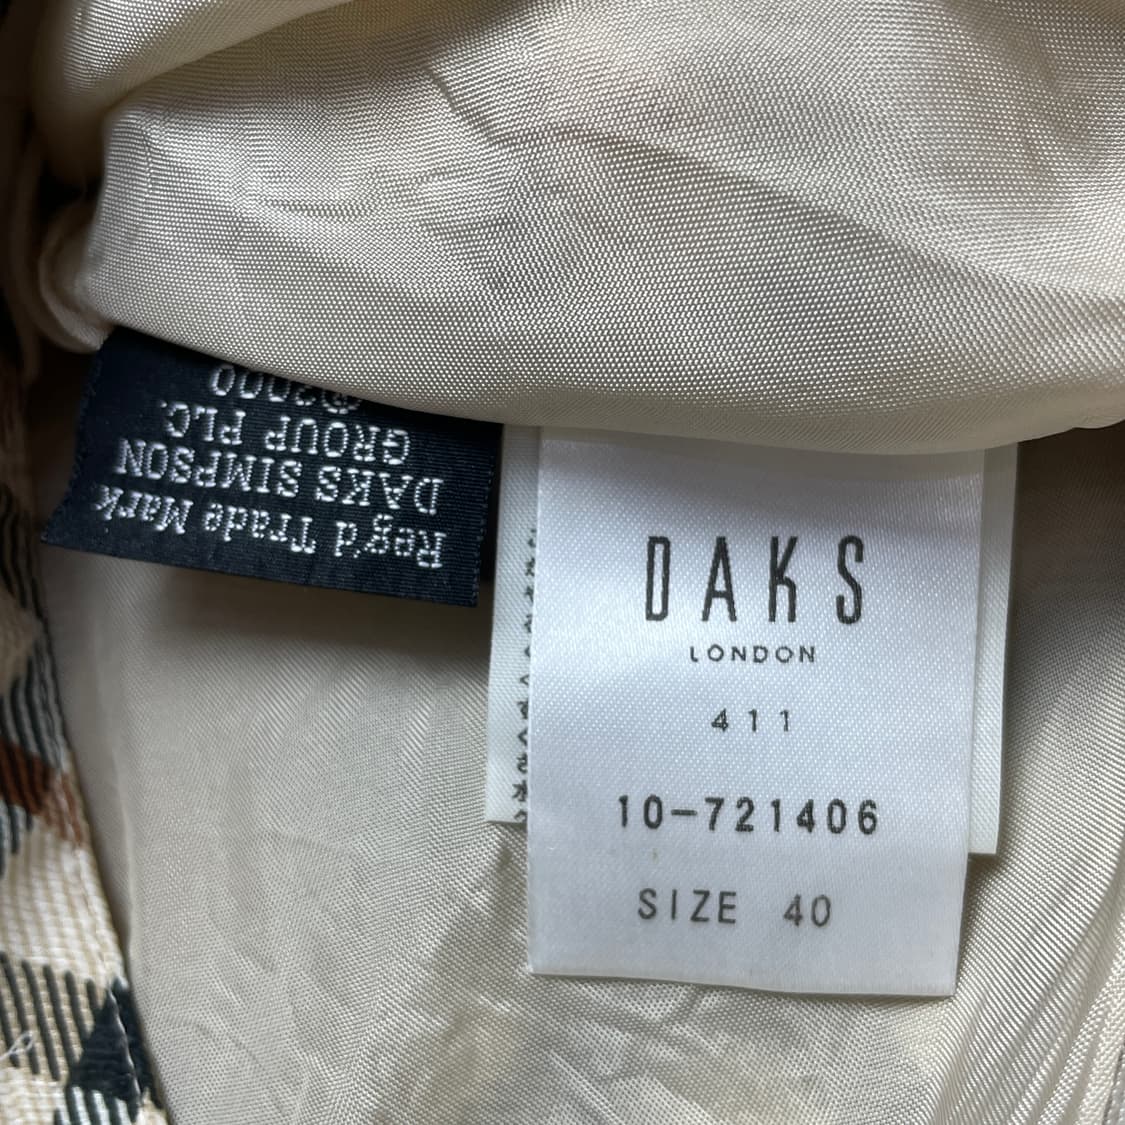 Reg'd Trade Mark
DAKS SIMPSON
GROUP PLC.
©2000
DAKS
LONDON
411
10-721406
SIZE 40